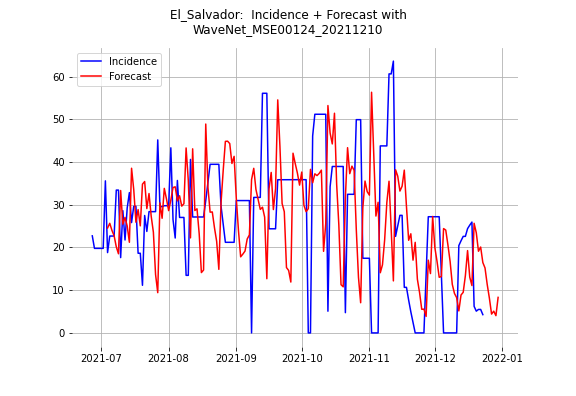 El_Salvador: Incidence + Forecast with
WaveNet_MSE00124_20211210
Incidence
Forecast
60
50
40
30
20
10
0
2021-07 2021-08 2021-09 2021-10 2021-11 2021-12 2022-01